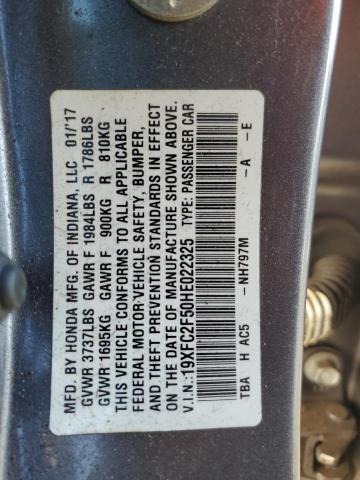 MFD. BY HONDA MFG. OF INDIANA, LLC 01/'17
GVWR 3737LBS GAWR F 1984LBS R 1786LBS
GVWR 1695KG GAWR F 900KG R 810KG
THIS VEHICLE CONFORMS TO ALL APPLICABLE
FEDERAL MOTOR VEHICLE SAFETY, BUMPER,
AND THEFT PREVENTION STANDARDS IN EFFECT
ON THE DATE OF MANUFACTURE SHOWN ABOVE.
V.I.N.: 19XFC2F50HE022325 TYPE: PASSENGER CAR
TBA H AC5 -NH797M -A -E